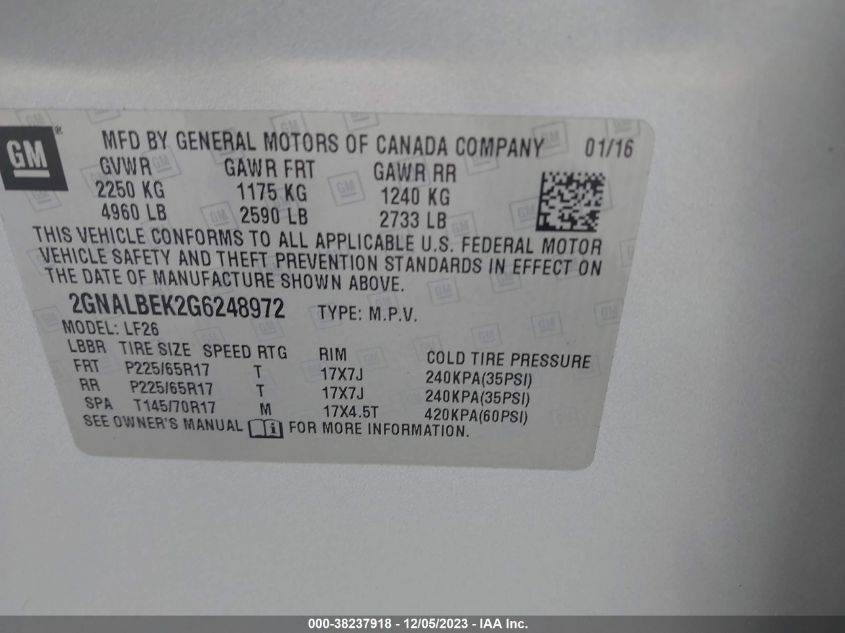 GM®
MFD BY GENERAL MOTORS OF CANADA COMPANY 01/16
GVWR GAWR FRT GAWR RR
2250 KG 1175 KG 1240 KG
4960 LB 2590 LB 2733 LB
THIS VEHICLE CONFORMS TO ALL APPLICABLE U.S. FEDERAL MOTOR
VEHICLE SAFETY AND THEFT PREVENTION STANDARDS IN EFFECT ON
THE DATE OF MANUFACTURE SHOWN ABOVE.
2GNALBEK2G6248972 TYPE: M.P.V.
MODEL: LF26
LBBR TIRE SIZE SPEED RTG RIM COLD TIRE PRESSURE
FRT P225/65R17 T 17X7J 240KPA(35PSI)
RR P225/65R17 T 17X7J 240KPA(35PSI)
SPA T145/70R17 M 17X4.5T 420KPA(60PSI)
SEE OWNER'S MANUAL FOR MORE INFORMATION.
000-38237918 - 12/05/2023 - IAA Inc.